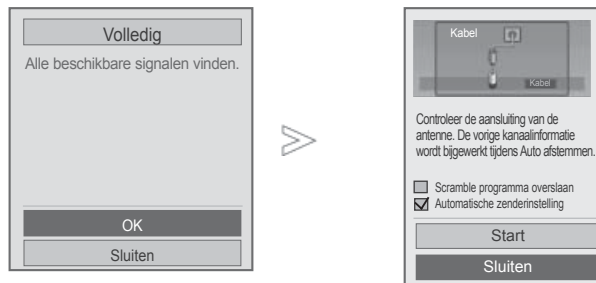 Volledig
Alle beschikbare signalen vinden.
OK
Sluiten
Kabel
Kabel
Controleer de aansluiting van de
antenne. De vorige kanaalinformatie
wordt bijgewerkt tijdens Auto afstemmen.
Scramble programma overslaan
Automatische zenderinstelling
Start
Sluiten